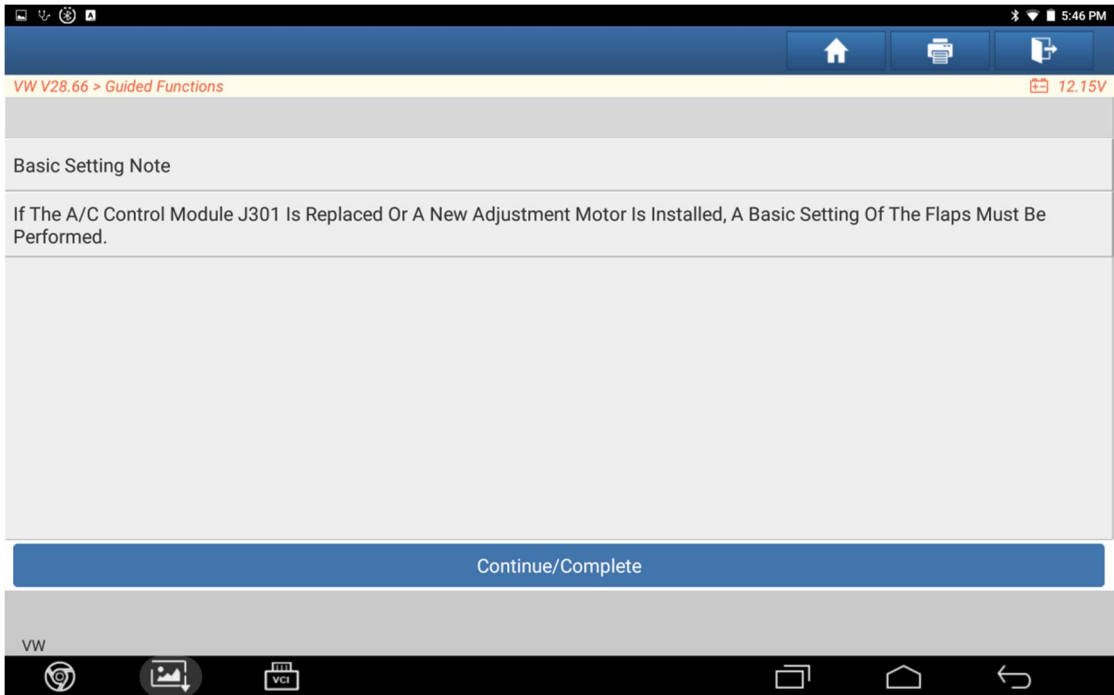 5:46 PM
VW V28.66 > Guided Functions
12.15V
Basic Setting Note
If The A/C Control Module J301 Is Replaced Or A New Adjustment Motor Is Installed, A Basic Setting Of The Flaps Must Be
Performed.
Continue/Complete
VW
VCI